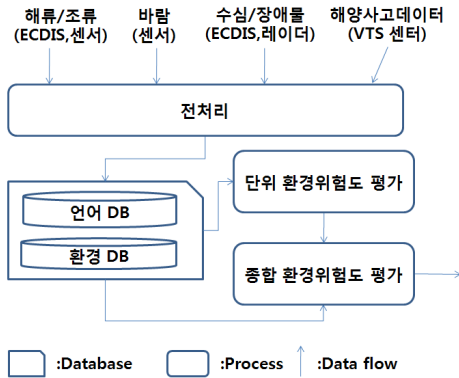 해류/조류 바람 수심/장애물 해양사고데이터
(ECDIS,센서) (센서) (ECDIS,레이더) (VTS 센터)
전처리
언어 DB
환경 DB
단위 환경위험도 평가
종합 환경위험도 평가
:Database :Process :Data flow